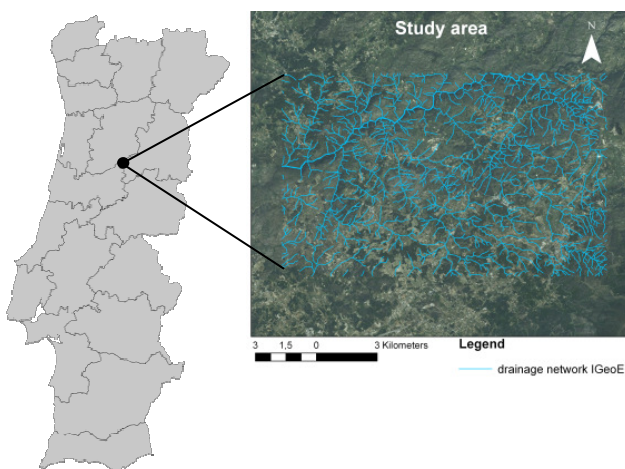 Study area
N
3 1,5 0 3 Kilometers
Legend
drainage network IGeoE